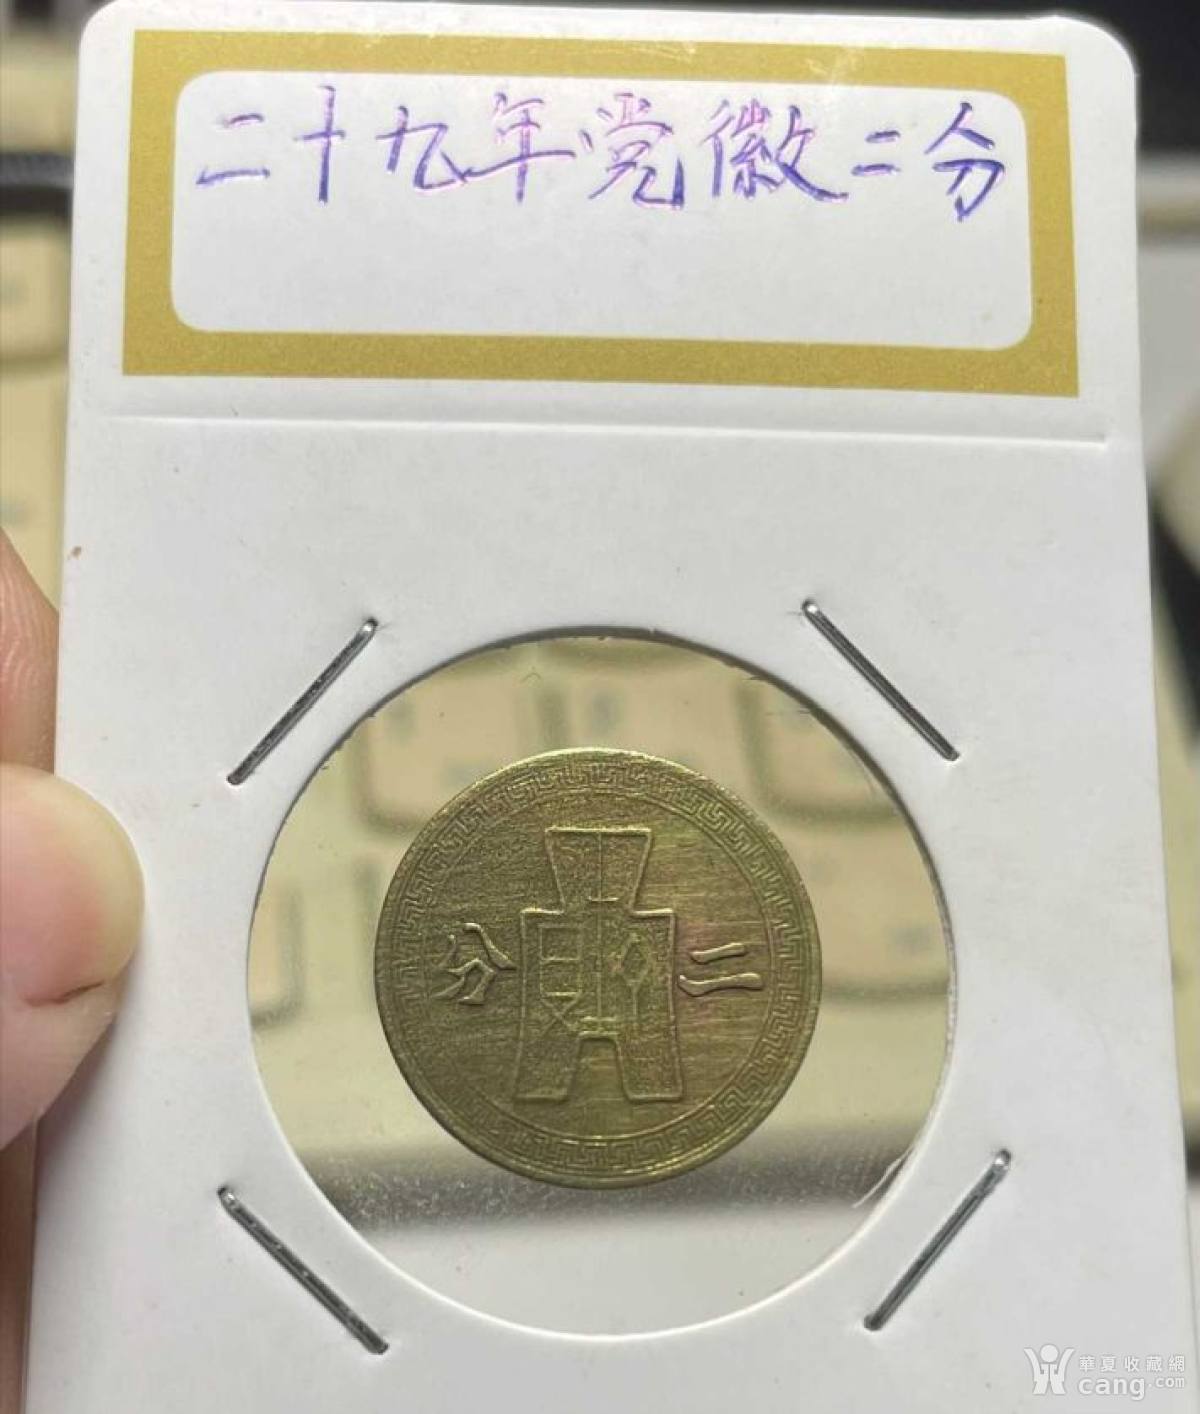 二十九年党徽二分
分 二
華夏收藏網
cang.com